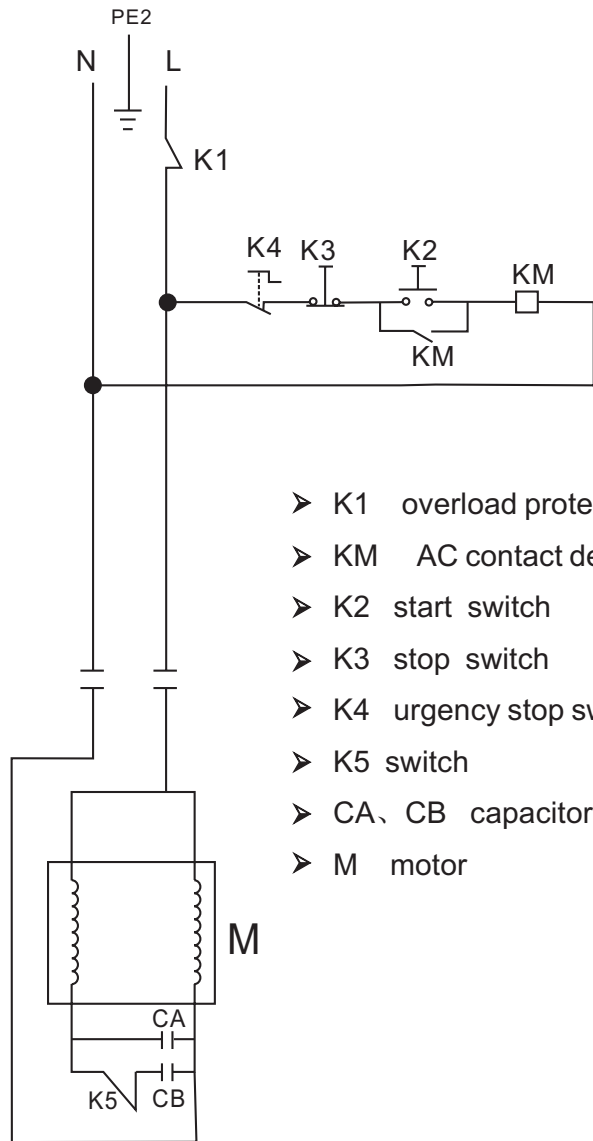 PE2
N L
K1
K4 K3 K2 KM
KM
K1 overload prote
KM AC contact de
K2 start switch
K3 stop switch
K4 urgency stop sw
K5 switch
CA、CB capacitor
M motor
M
CA
K5 CB